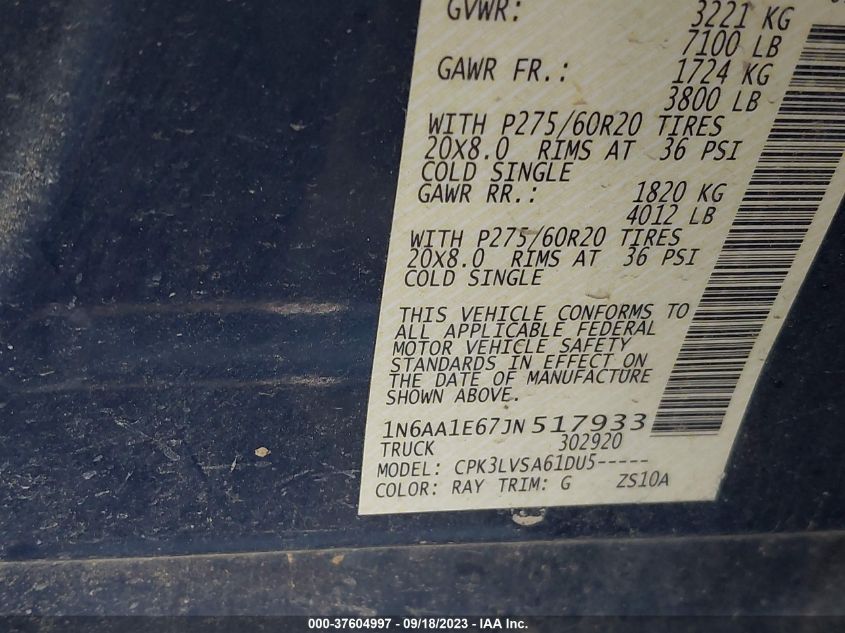 GVWR: 3221 KG
7100 LB
GAWR FR.: 1724 KG
3800 LB
WITH P275/60R20 TIRES
20X8.0 RIMS AT 36 PSI
COLD SINGLE
GAWR RR.: 1820 KG
4012 LB
WITH P275/60R20 TIRES
20X8.0 RIMS AT 36 PSI
COLD SINGLE
THIS VEHICLE CONFORMS TO
ALL APPLICABLE FEDERAL
MOTOR VEHICLE SAFETY
STANDARDS IN EFFECT ON
THE DATE OF MANUFACTURE
SHOWN ABOVE.
1N6AA1E67JN517933
TRUCK 302920
MODEL: CPK3LVSA61DU5-----
COLOR: RAY TRIM: G ZS10A
000-37604997 - 09/18/2023 - Copart, Inc.